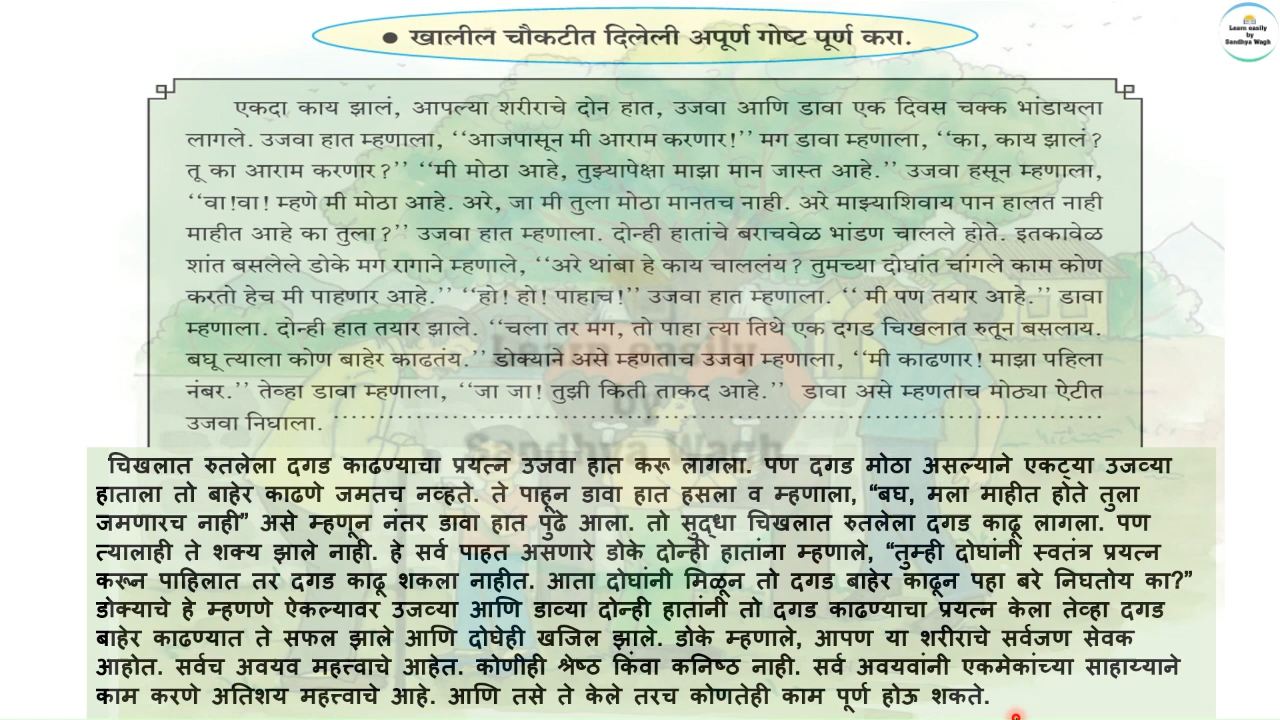 ● खालील चौकटीत दिलेली अपूर्ण गोष्ट पूर्ण करा.
Learn easily
by
Sandhya Wagh
एकदा काय झालं, आपल्या शरीराचे दोन हात, उजवा आणि डावा एक दिवस चक्क भांडायला
लागले. उजवा हात म्हणाला, ‘‘आजपासून मी आराम करणार!’’ मग डावा म्हणाला, ‘‘का, काय झालं?
तू का आराम करणार?’’ ‘‘मी मोठा आहे, तुझ्यापेक्षा माझा मान जास्त आहे.’’ उजवा हसून म्हणाला,
‘‘वा!वा! म्हणे मी मोठा आहे. अरे, जा मी तुला मोठा मानतच नाही. अरे माझ्याशिवाय पान हालत नाही
माहीत आहे का तुला?’’ उजवा हात म्हणाला. दोन्ही हातांचे बराचवेळ भांडण चालले होते. इतकावेळ
शांत बसलेले डोके मग रागाने म्हणाले, ‘‘अरे थांबा हे काय चाललंय? तुमच्या दोघांत चांगले काम कोण
करतो हेच मी पाहणार आहे.’’ ‘‘हो! हो! पाहाच!’’ उजवा हात म्हणाला. ‘‘ मी पण तयार आहे.’’ डावा
म्हणाला. दोन्ही हात तयार झाले. ‘‘चला तर मग, तो पाहा त्या तिथे एक दगड चिखलात रुतून बसलाय.
बघू त्याला कोण बाहेर काढतंय.’’ डोक्याने असे म्हणताच उजवा म्हणाला, ‘‘मी काढणार! माझा पहिला
नंबर.’’ तेव्हा डावा म्हणाला, ‘‘जा जा! तुझी किती ताकद आहे.’’ डावा असे म्हणताच मोठ्या ऐटीत
उजवा निघाला. ........................................................................
Learn easily
by
Sandhya Wagh
चिखलात रुतलेला दगड काढण्याचा प्रयत्न उजवा हात करू लागला. पण दगड मोठा असल्याने एकट्या उजव्या
हाताला तो बाहेर काढणे जमतच नव्हते. ते पाहून डावा हात हसला व म्हणाला, “बघ, मला माहीत होते तुला
जमणारच नाही” असे म्हणून नंतर डावा हात पुढे आला. तो सुद्धा चिखलात रुतलेला दगड काढू लागला. पण
त्यालाही ते शक्य झाले नाही. हे सर्व पाहत असणारे डोके दोन्ही हातांना म्हणाले, “तुम्ही दोघांनी स्वतंत्र प्रयत्न
करून पाहिलात तर दगड काढू शकला नाहीत. आता दोघांनी मिळून तो दगड बाहेर काढून पहा बरे निघतोय का?”
डोक्याचे हे म्हणणे ऐकल्यावर उजव्या आणि डाव्या दोन्ही हातांनी तो दगड काढण्याचा प्रयत्न केला तेव्हा दगड
बाहेर काढण्यात ते सफल झाले आणि दोघेही खजिल झाले. डोके म्हणाले, आपण या शरीराचे सर्वजण सेवक
आहोत. सर्वच अवयव महत्त्वाचे आहेत. कोणीही श्रेष्ठ किंवा कनिष्ठ नाही. सर्व अवयवांनी एकमेकांच्या साहाय्याने
काम करणे अतिशय महत्त्वाचे आहे. आणि तसे ते केले तरच कोणतेही काम पूर्ण होऊ शकते.